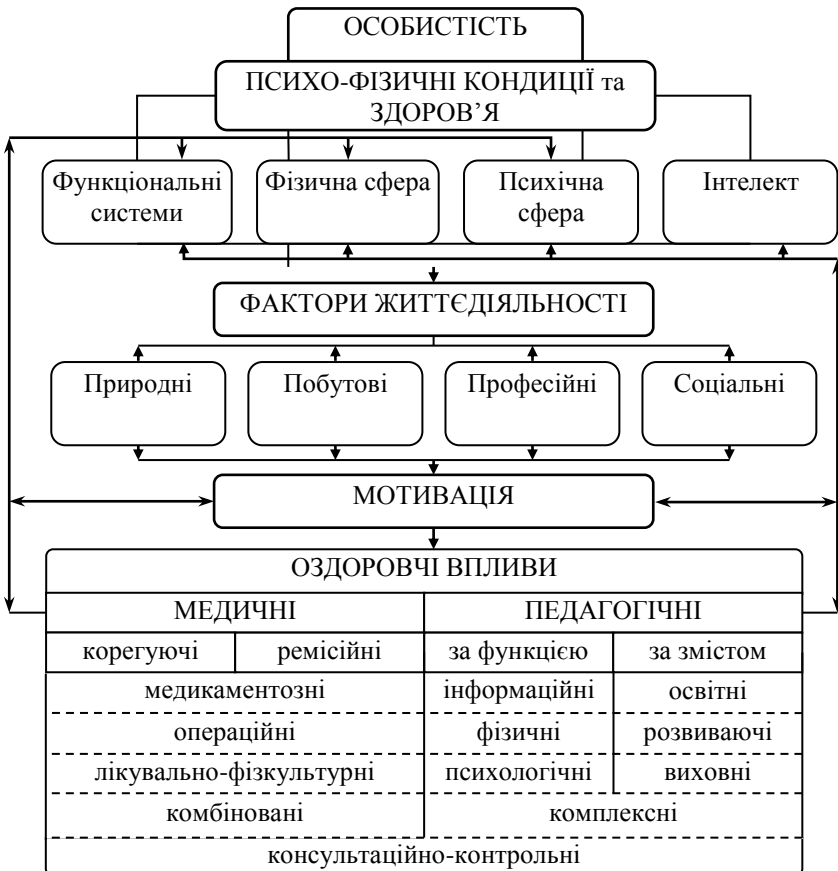 ОСОБИСТІСТЬ
ПСИХО-ФІЗИЧНІ КОНДИЦІЇ та
ЗДОРОВ’Я
Функціональні
системи
Фізична сфера
Психічна
сфера
Інтелект
ФАКТОРИ ЖИТТЄДІЯЛЬНОСТІ
Природні
Побутові
Професійні
Соціальні
МОТИВАЦІЯ
ОЗДОРОВЧІ ВПЛИВИ
МЕДИЧНІ
ПЕДАГОГІЧНІ
корегуючі
ремісійні
за функцією
за змістом
медикаментозні
інформаційні
освітні
операційні
фізичні
розвиваючі
лікувально-фізкультурні
психологічні
виховні
комбіновані
комплексні
консультаційно-контрольні